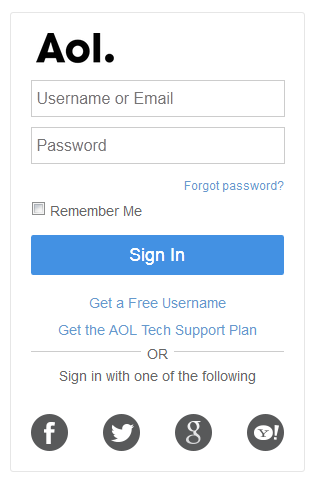 Aol.
Username or Email
Password
Forgot password?
Remember Me
Sign In
Get a Free Username
Get the AOL Tech Support Plan
OR
Sign in with one of the following
f g Y!